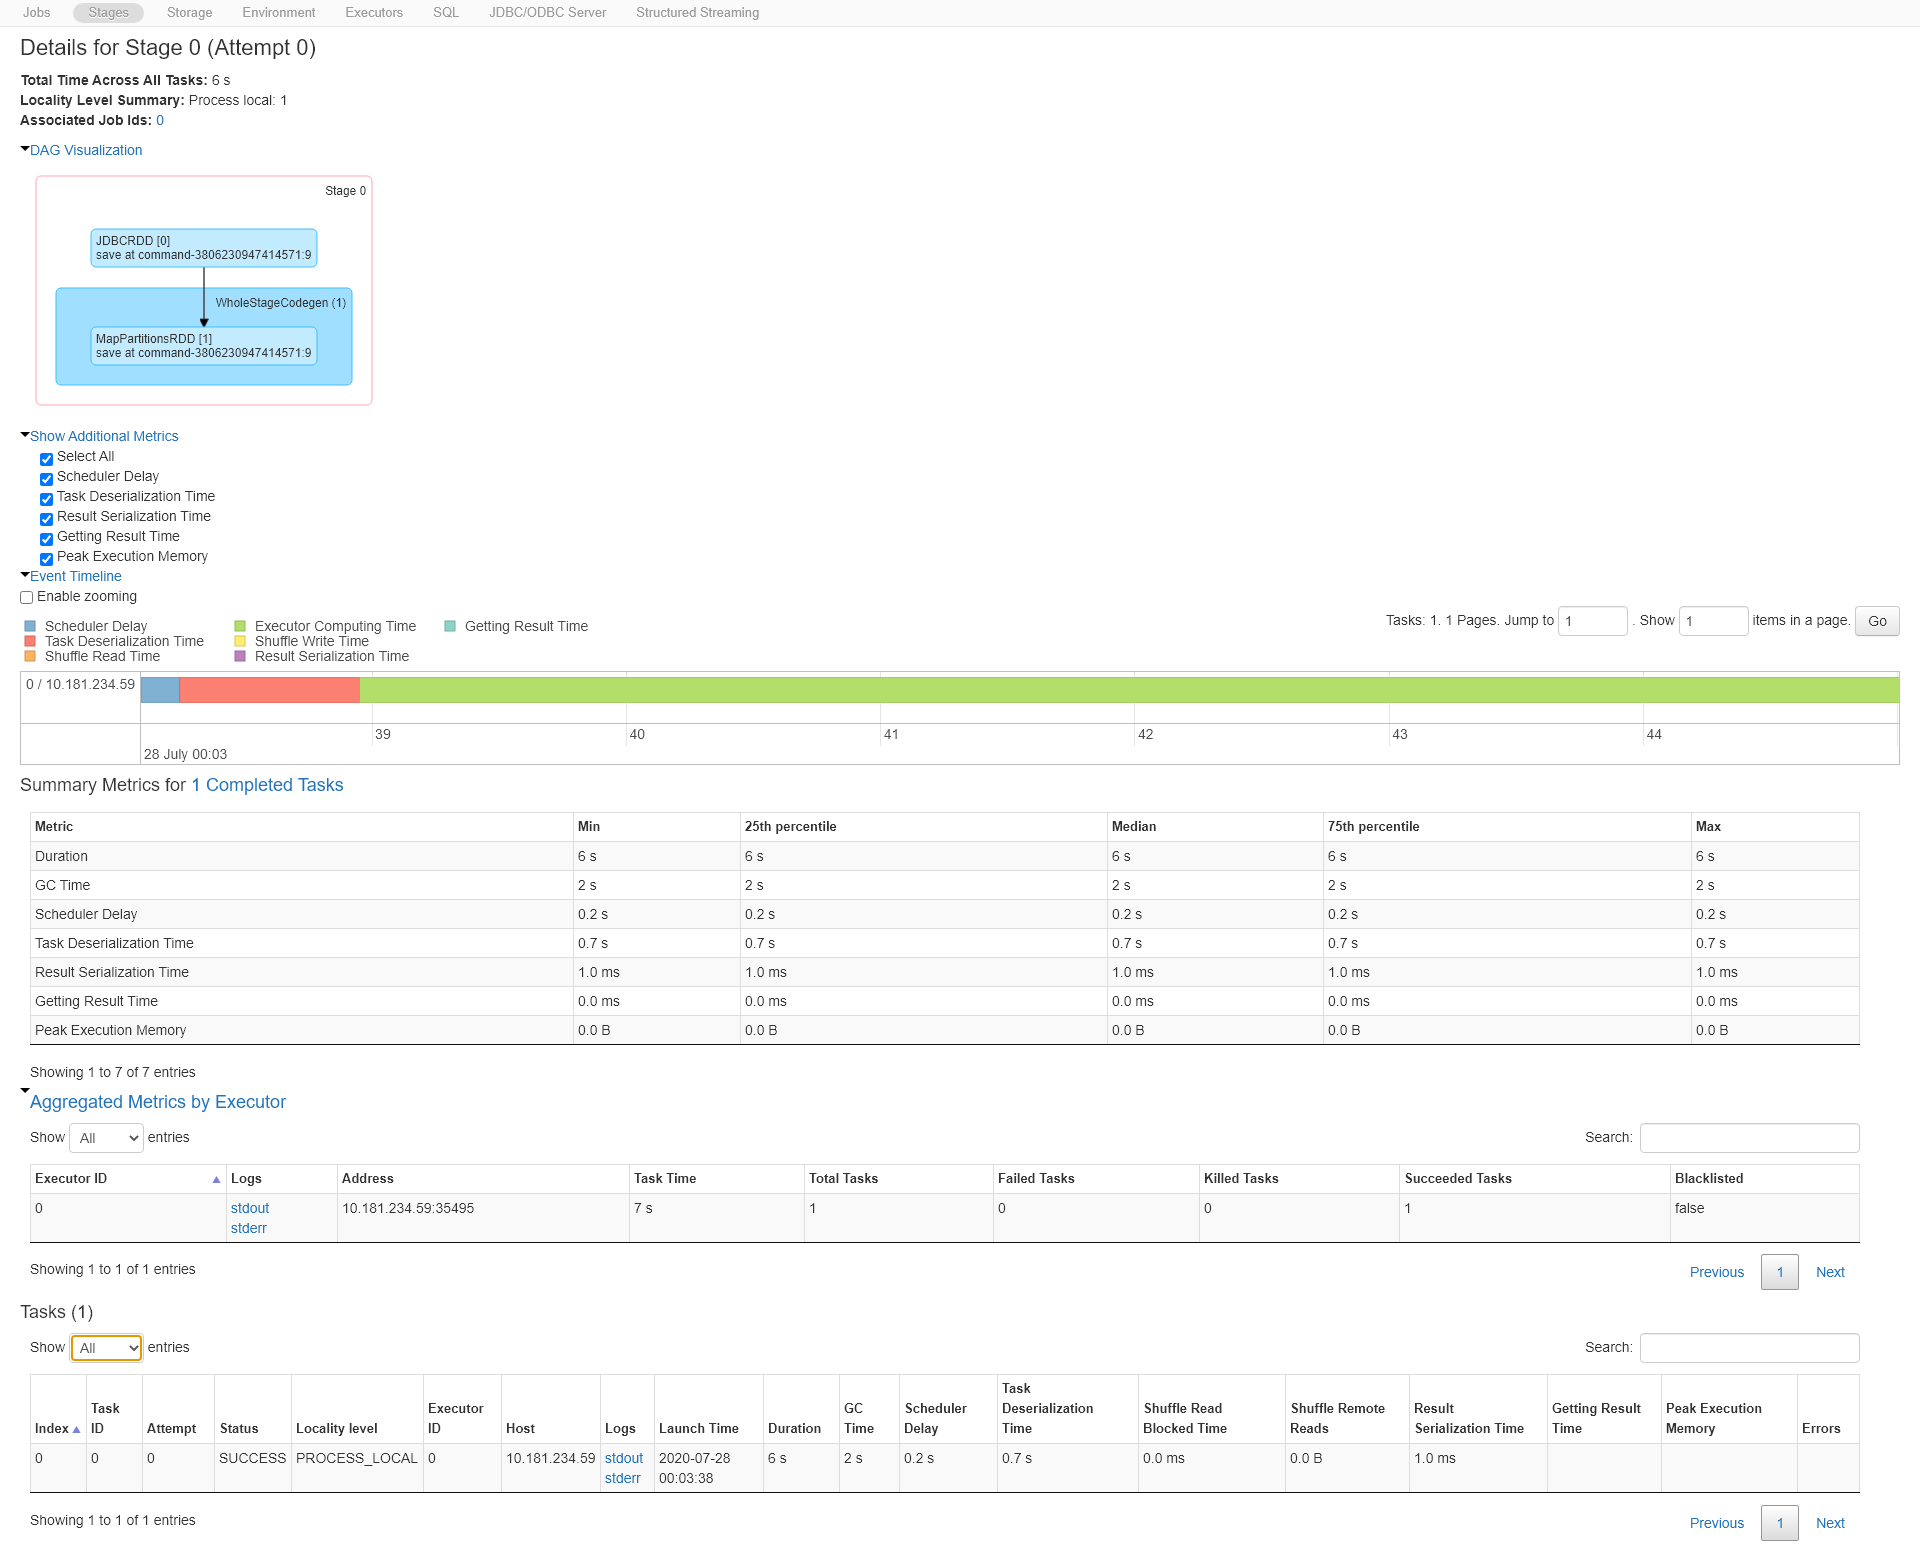 Jobs Stages Storage Environment Executors SQL JDBC/ODBC Server Structured Streaming
Details for Stage 0 (Attempt 0)
Total Time Across All Tasks: 6 s
Locality Level Summary: Process local: 1
Associated Job Ids: 0
DAG Visualization
Stage 0
JDBCRDD [0]
save at command-3806230947414571:9
WholeStageCodegen (1)
MapPartitionsRDD [1]
save at command-3806230947414571:9
Show Additional Metrics
Select All
Scheduler Delay
Task Deserialization Time
Result Serialization Time
Getting Result Time
Peak Execution Memory
Event Timeline
Enable zooming
Scheduler Delay Executor Computing Time Getting Result Time
Task Deserialization Time Shuffle Write Time
Shuffle Read Time Result Serialization Time
Tasks: 1. 1 Pages. Jump to 1 . Show 1 items in a page. Go
0 / 10.181.234.59
39 40 41 42 43 44
28 July 00:03
Summary Metrics for 1 Completed Tasks
Metric Min 25th percentile Median 75th percentile Max
Duration 6 s 6 s 6 s 6 s 6 s
GC Time 2 s 2 s 2 s 2 s 2 s
Scheduler Delay 0.2 s 0.2 s 0.2 s 0.2 s 0.2 s
Task Deserialization Time 0.7 s 0.7 s 0.7 s 0.7 s 0.7 s
Result Serialization Time 1.0 ms 1.0 ms 1.0 ms 1.0 ms 1.0 ms
Getting Result Time 0.0 ms 0.0 ms 0.0 ms 0.0 ms 0.0 ms
Peak Execution Memory 0.0 B 0.0 B 0.0 B 0.0 B 0.0 B
Showing 1 to 7 of 7 entries
Aggregated Metrics by Executor
Show All entries Search:
Executor ID Logs Address Task Time Total Tasks Failed Tasks Killed Tasks Succeeded Tasks Blacklisted
0 stdout 10.181.234.59:35495 7 s 1 0 0 1 false
stderr
Showing 1 to 1 of 1 entries
Previous 1 Next
Tasks (1)
Show All entries Search:
Index Task ID Attempt Status Locality level Executor ID Host Logs Launch Time Duration GC Time Scheduler Delay Task Deserialization Time Shuffle Read Blocked Time Shuffle Remote Reads Result Serialization Time Getting Result Time Peak Execution Memory Errors
0 0 0 SUCCESS PROCESS_LOCAL 0 10.181.234.59 stdout 2020-07-28 6 s 2 s 0.2 s 0.7 s 0.0 ms 0.0 B 1.0 ms
stderr 00:03:38
Showing 1 to 1 of 1 entries
Previous 1 Next